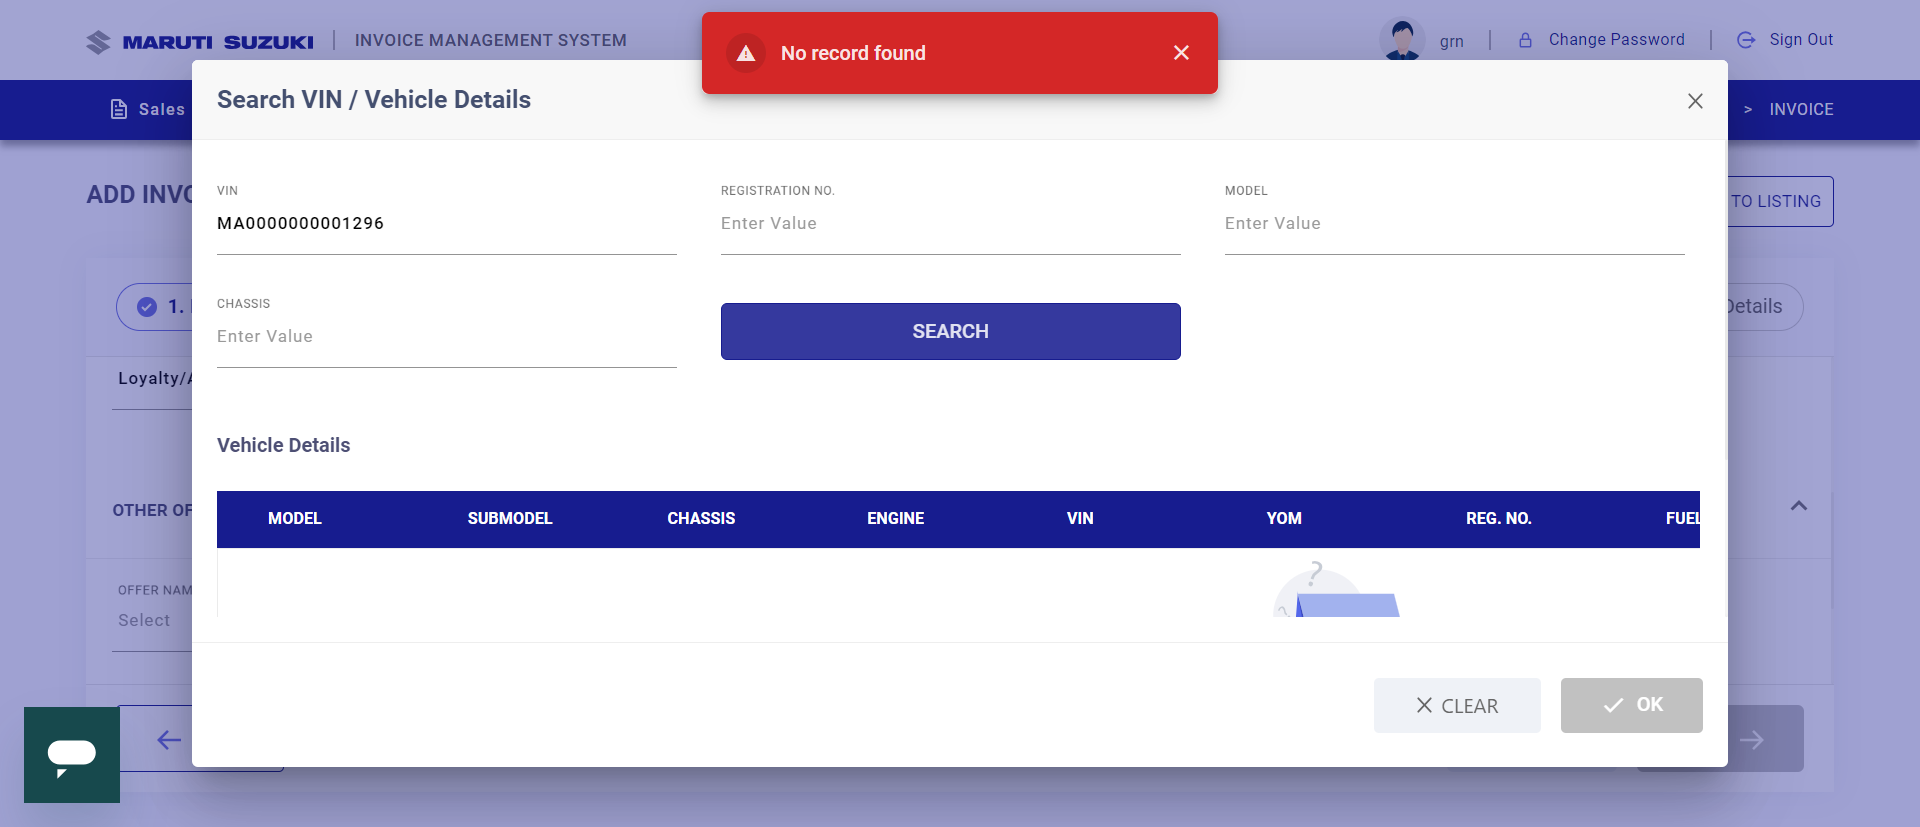 MARUTI SUZUKI
INVOICE MANAGEMENT SYSTEM
No record found
grn
Change Password
Sign Out
Sales
> INVOICE
Search VIN / Vehicle Details
ADD INVO
TO LISTING
VIN
MA0000000001296
REGISTRATION NO.
Enter Value
MODEL
Enter Value
1.
Details
CHASSIS
Enter Value
SEARCH
Loyalty/
Vehicle Details
OTHER OF
MODEL SUBMODEL CHASSIS ENGINE VIN YOM REG. NO. FUEL
?
OFFER NAM
Select
CLEAR
OK